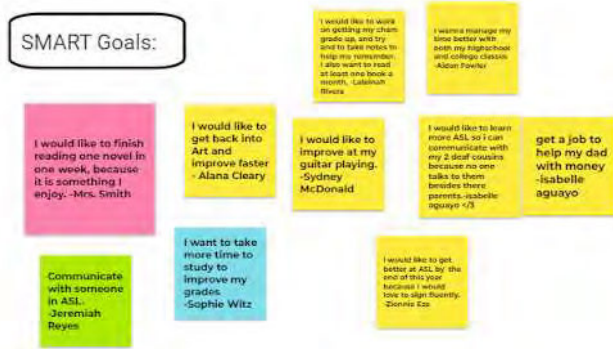 SMART Goals:
I would like to work
on getting my chem
grade up, and try
and to take notes to
help my remember.
I also want to read
at least one book a
month. -Laleinah
Rivera
I wanna manage my
time better with
both my highschool
and college classes
-Aidan Fowler
I would like to finish
reading one novel in
one week, because
it is something I
enjoy. -Mrs. Smith
I would like to
get back into
Art and
improve faster
- Alana Cleary
I would like to
improve at my
guitar playing.
-Sydney
McDonald
I would like to learn
more ASL so i can
communicate with
my 2 deaf cousins
because no one
talks to them
besides there
parents.-isabelle
aguayo </3
get a job to
help my dad
with money
-isabelle
aguayo
Communicate
with someone
in ASL.
-Jeremiah
Reyes
I want to take
more time to
study to
improve my
grades
-Sophie Witz
I would like to get
better at ASL by the
end of this year
because I would
love to sign fluently.
-Zionnie Eze